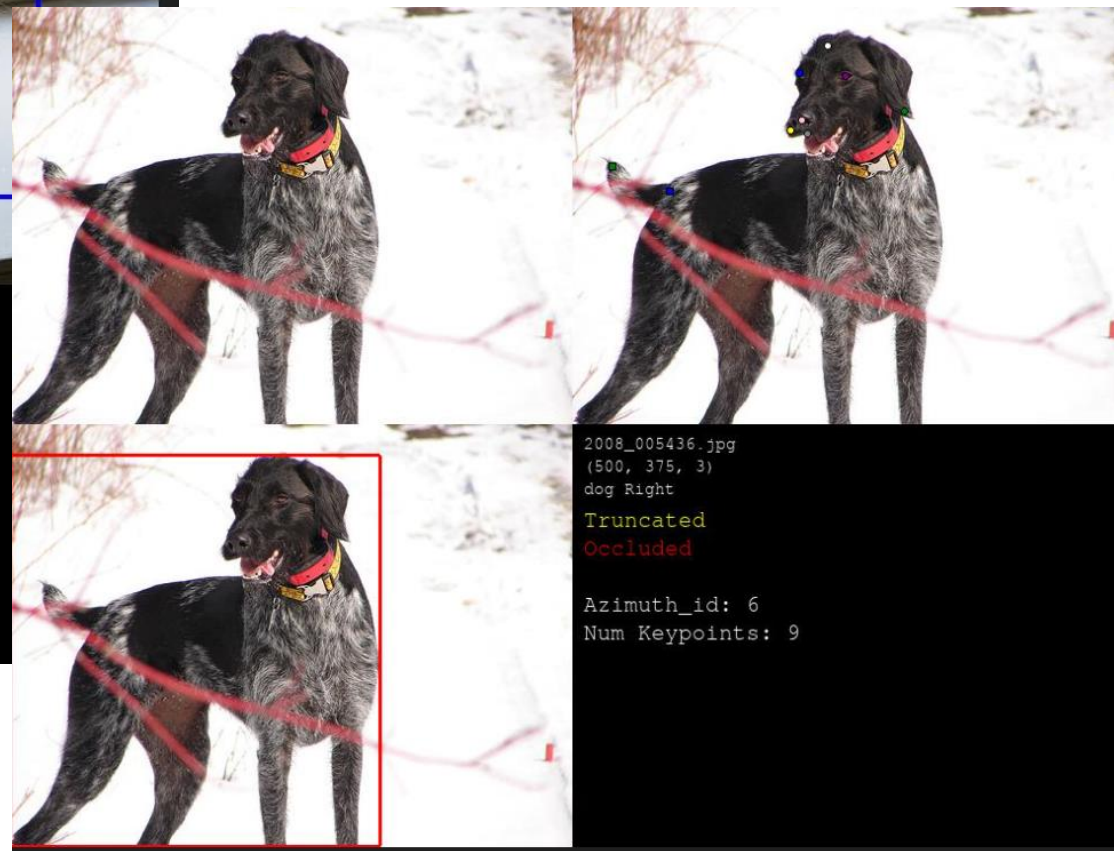 2008_005436.jpg
(500, 375, 3)
dog Right
Truncated
Occluded
Azimuth_id: 6
Num Keypoints: 9